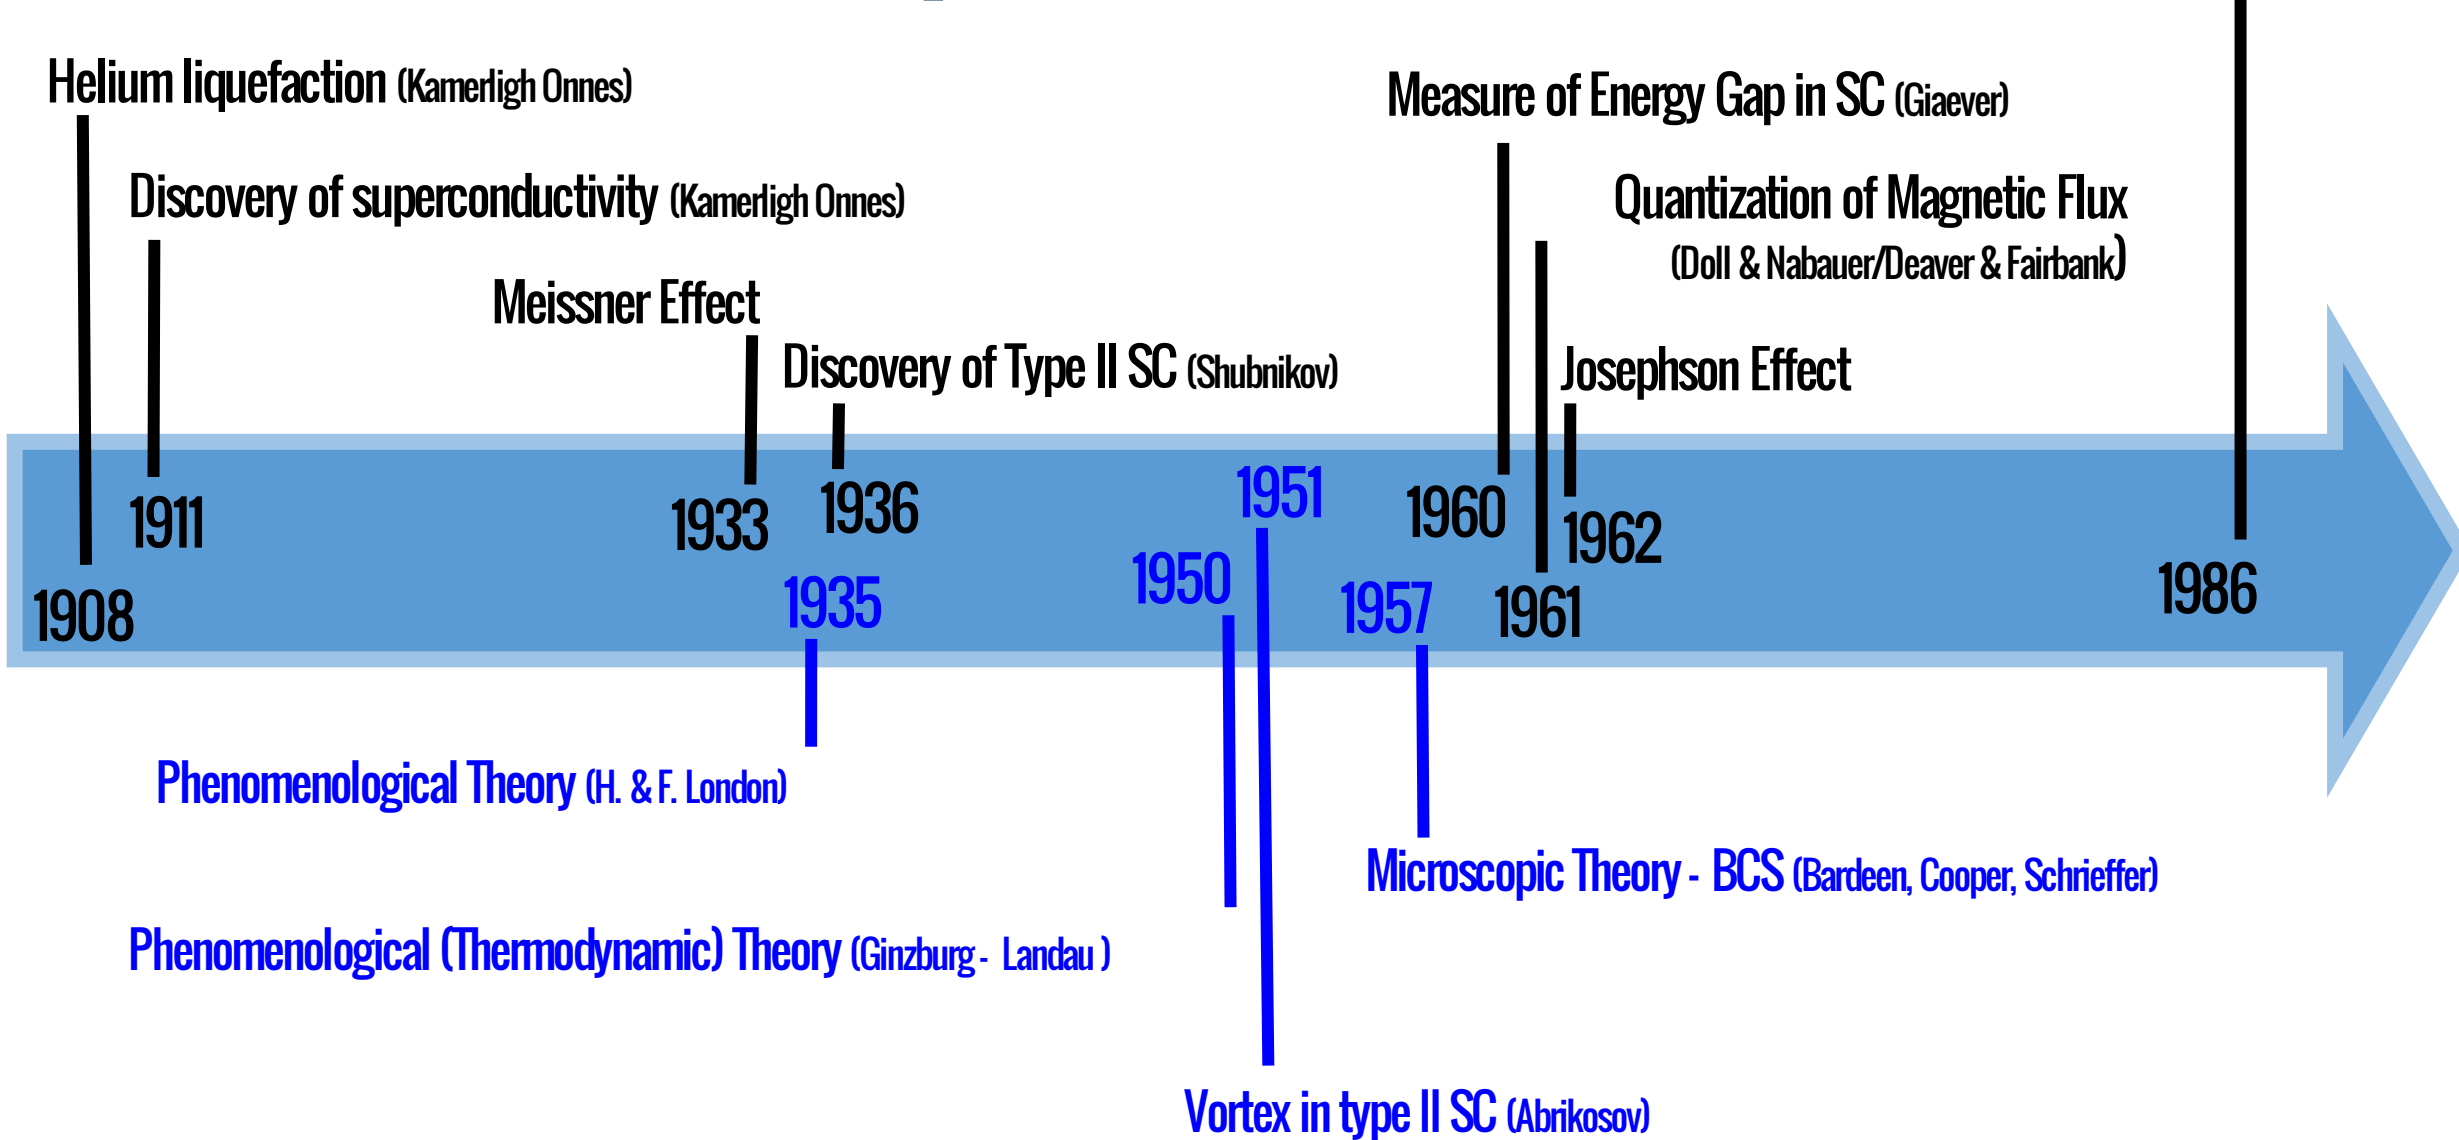 Helium liquefaction (Kamerligh Onnes)
Measure of Energy Gap in SC (Giaever)
Discovery of superconductivity (Kamerligh Onnes)
Quantization of Magnetic Flux
(Doll & Nabauer/Deaver & Fairbank)
Meissner Effect
Discovery of Type II SC (Shubnikov)
Josephson Effect
1908
1911
1933
1935
1936
1950
1951
1957
1960
1961
1962
1986
Phenomenological Theory (H. & F. London)
Microscopic Theory - BCS (Bardeen, Cooper, Schrieffer)
Phenomenological (Thermodynamic) Theory (Ginzburg - Landau )
Vortex in type II SC (Abrikosov)